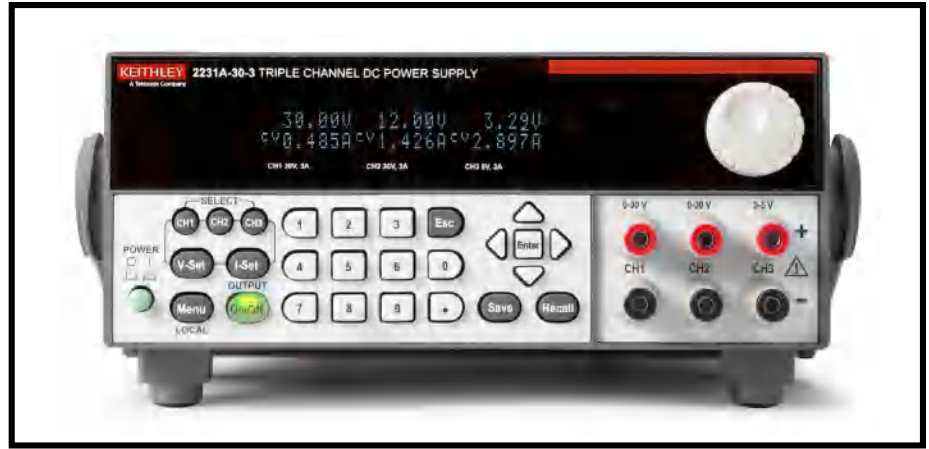 KEITHLEY 2231A-30-3 TRIPLE CHANNEL DC POWER SUPPLY
A Tektronix Company
30.00V 12.00V 3.29V
CV0.485A CV1.426A CV2.897A
CH1 30V, 3A CH2 30V, 3A CH3 5V, 3A
SELECT
CH1 CH2 CH3 1 2 3 Esc
POWER
V-Set I-Set 4 5 6 0 Enter
OUTPUT
Menu On/Off 7 8 9 . Save Recall
LOCAL
0-30 V 0-30 V 0-5 V
+
CH1 CH2 CH3
-